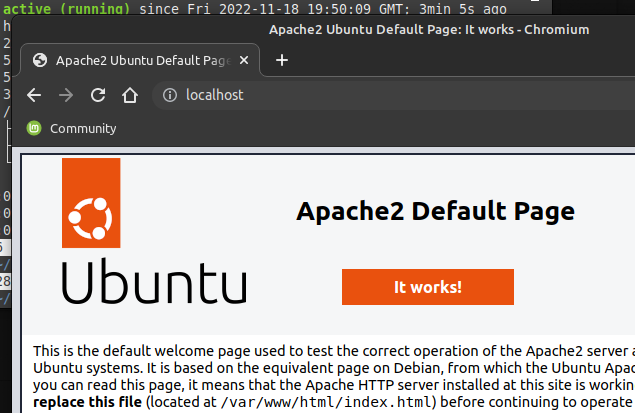 active (running) since Fri 2022-11-18 19:50:09 GMT; 3min 5s ago
Apache2 Ubuntu Default Page: It works - Chromium
Apache2 Ubuntu Default Page
localhost
Community
Apache2 Default Page
Ubuntu
It works!
This is the default welcome page used to test the correct operation of the Apache2 server
Ubuntu systems. It is based on the equivalent page on Debian, from which the Ubuntu Apa
you can read this page, it means that the Apache HTTP server installed at this site is workin
replace this file (located at /var/www/html/index.html) before continuing to operate